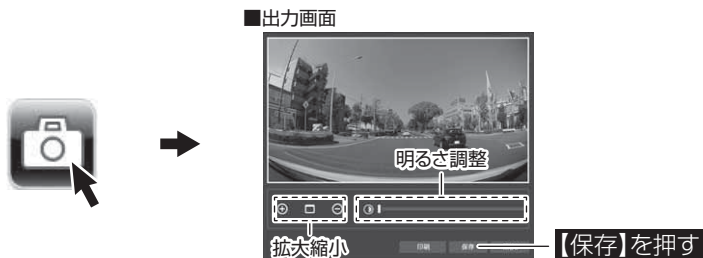 ■出力画面
明るさ調整
拡大縮小
印刷
保存
【保存】を押す